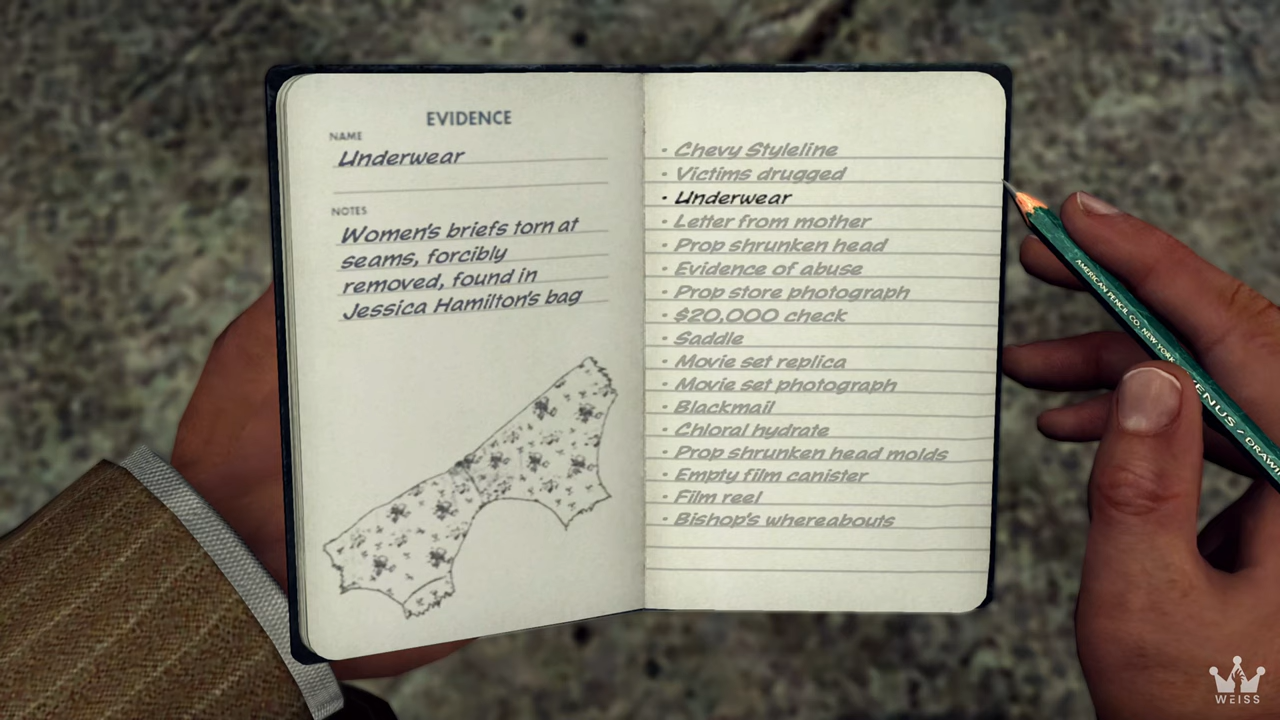 EVIDENCE
NAME
Underwear
NOTES
Women's briefs torn at
seams, forcibly
removed, found in
Jessica Hamilton's bag
· Chevy Styleline
· Victims drugged
· Underwear
· Letter from mother
· Prop shrunken head
· Evidence of abuse
· Prop store photograph
· $20,000 check
· Saddle
· Movie set replica
· Movie set photograph
· Blackmail
· Chloral hydrate
· Prop shrunken head molds
· Empty film canister
· Film reel
· Bishop's whereabouts
AMERICAN PENCIL CO. NEW YORK
WEISS